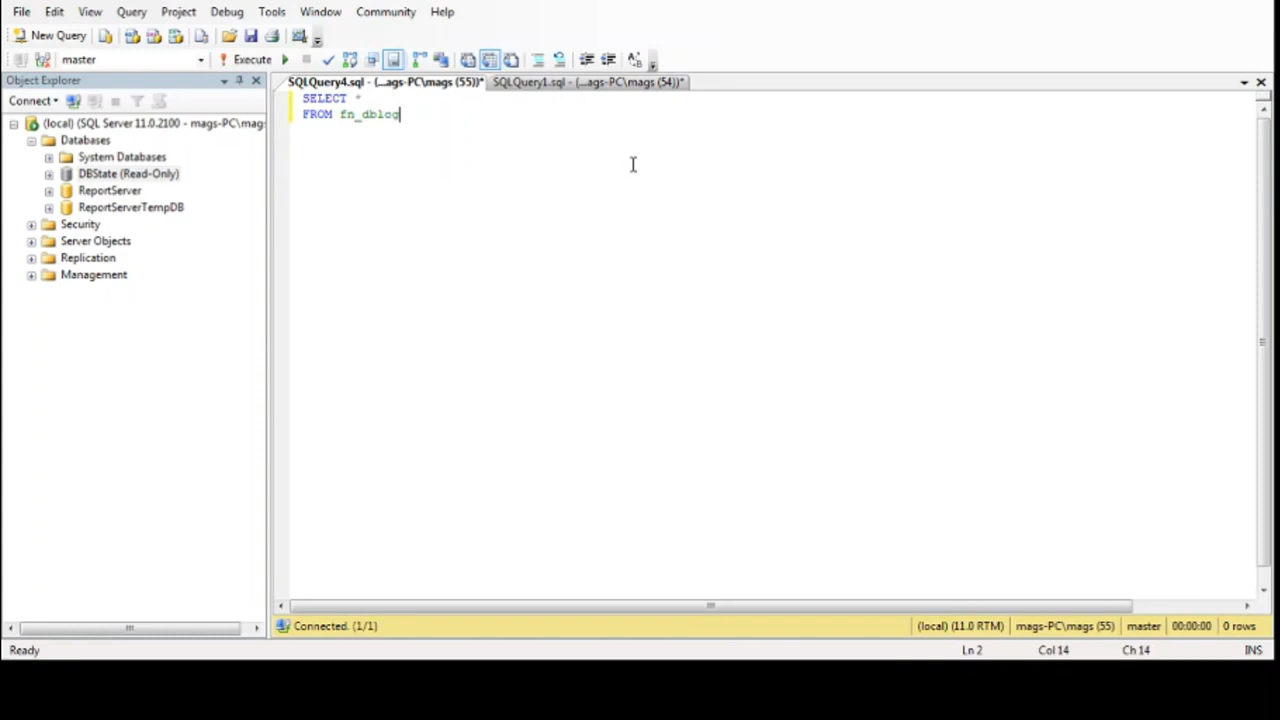 File Edit View Query Project Debug Tools Window Community Help
New Query
master Execute
Object Explorer
SQLQuery4.sql - (...ags-PC\mags (55))* SQLQuery1.sql - (...ags-PC\mags (54))*
Connect
SELECT *
FROM fn_dblog
(local) (SQL Server 11.0.2100 - mags-PC\mag
Databases
System Databases
DBState (Read-Only)
ReportServer
ReportServerTempDB
Security
Server Objects
Replication
Management
Connected. (1/1) (local) (11.0 RTM) mags-PC\mags (55) master 00:00:00 0 rows
Ready Ln 2 Col 14 Ch 14 INS